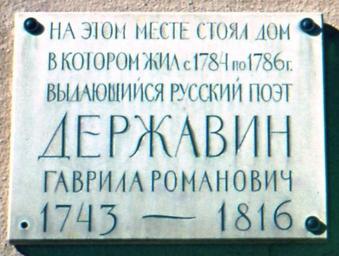 НА ЭТОМ МЕСТЕ СТОЯЛ ДОМ
В КОТОРОМ ЖИЛ с 1784 по 1786 г.
ВЫДАЮЩИЙСЯ РУССКИЙ ПОЭТ
ДЕРЖАВИН
ГАВРИЛА РОМАНОВИЧ
1743 — 1816